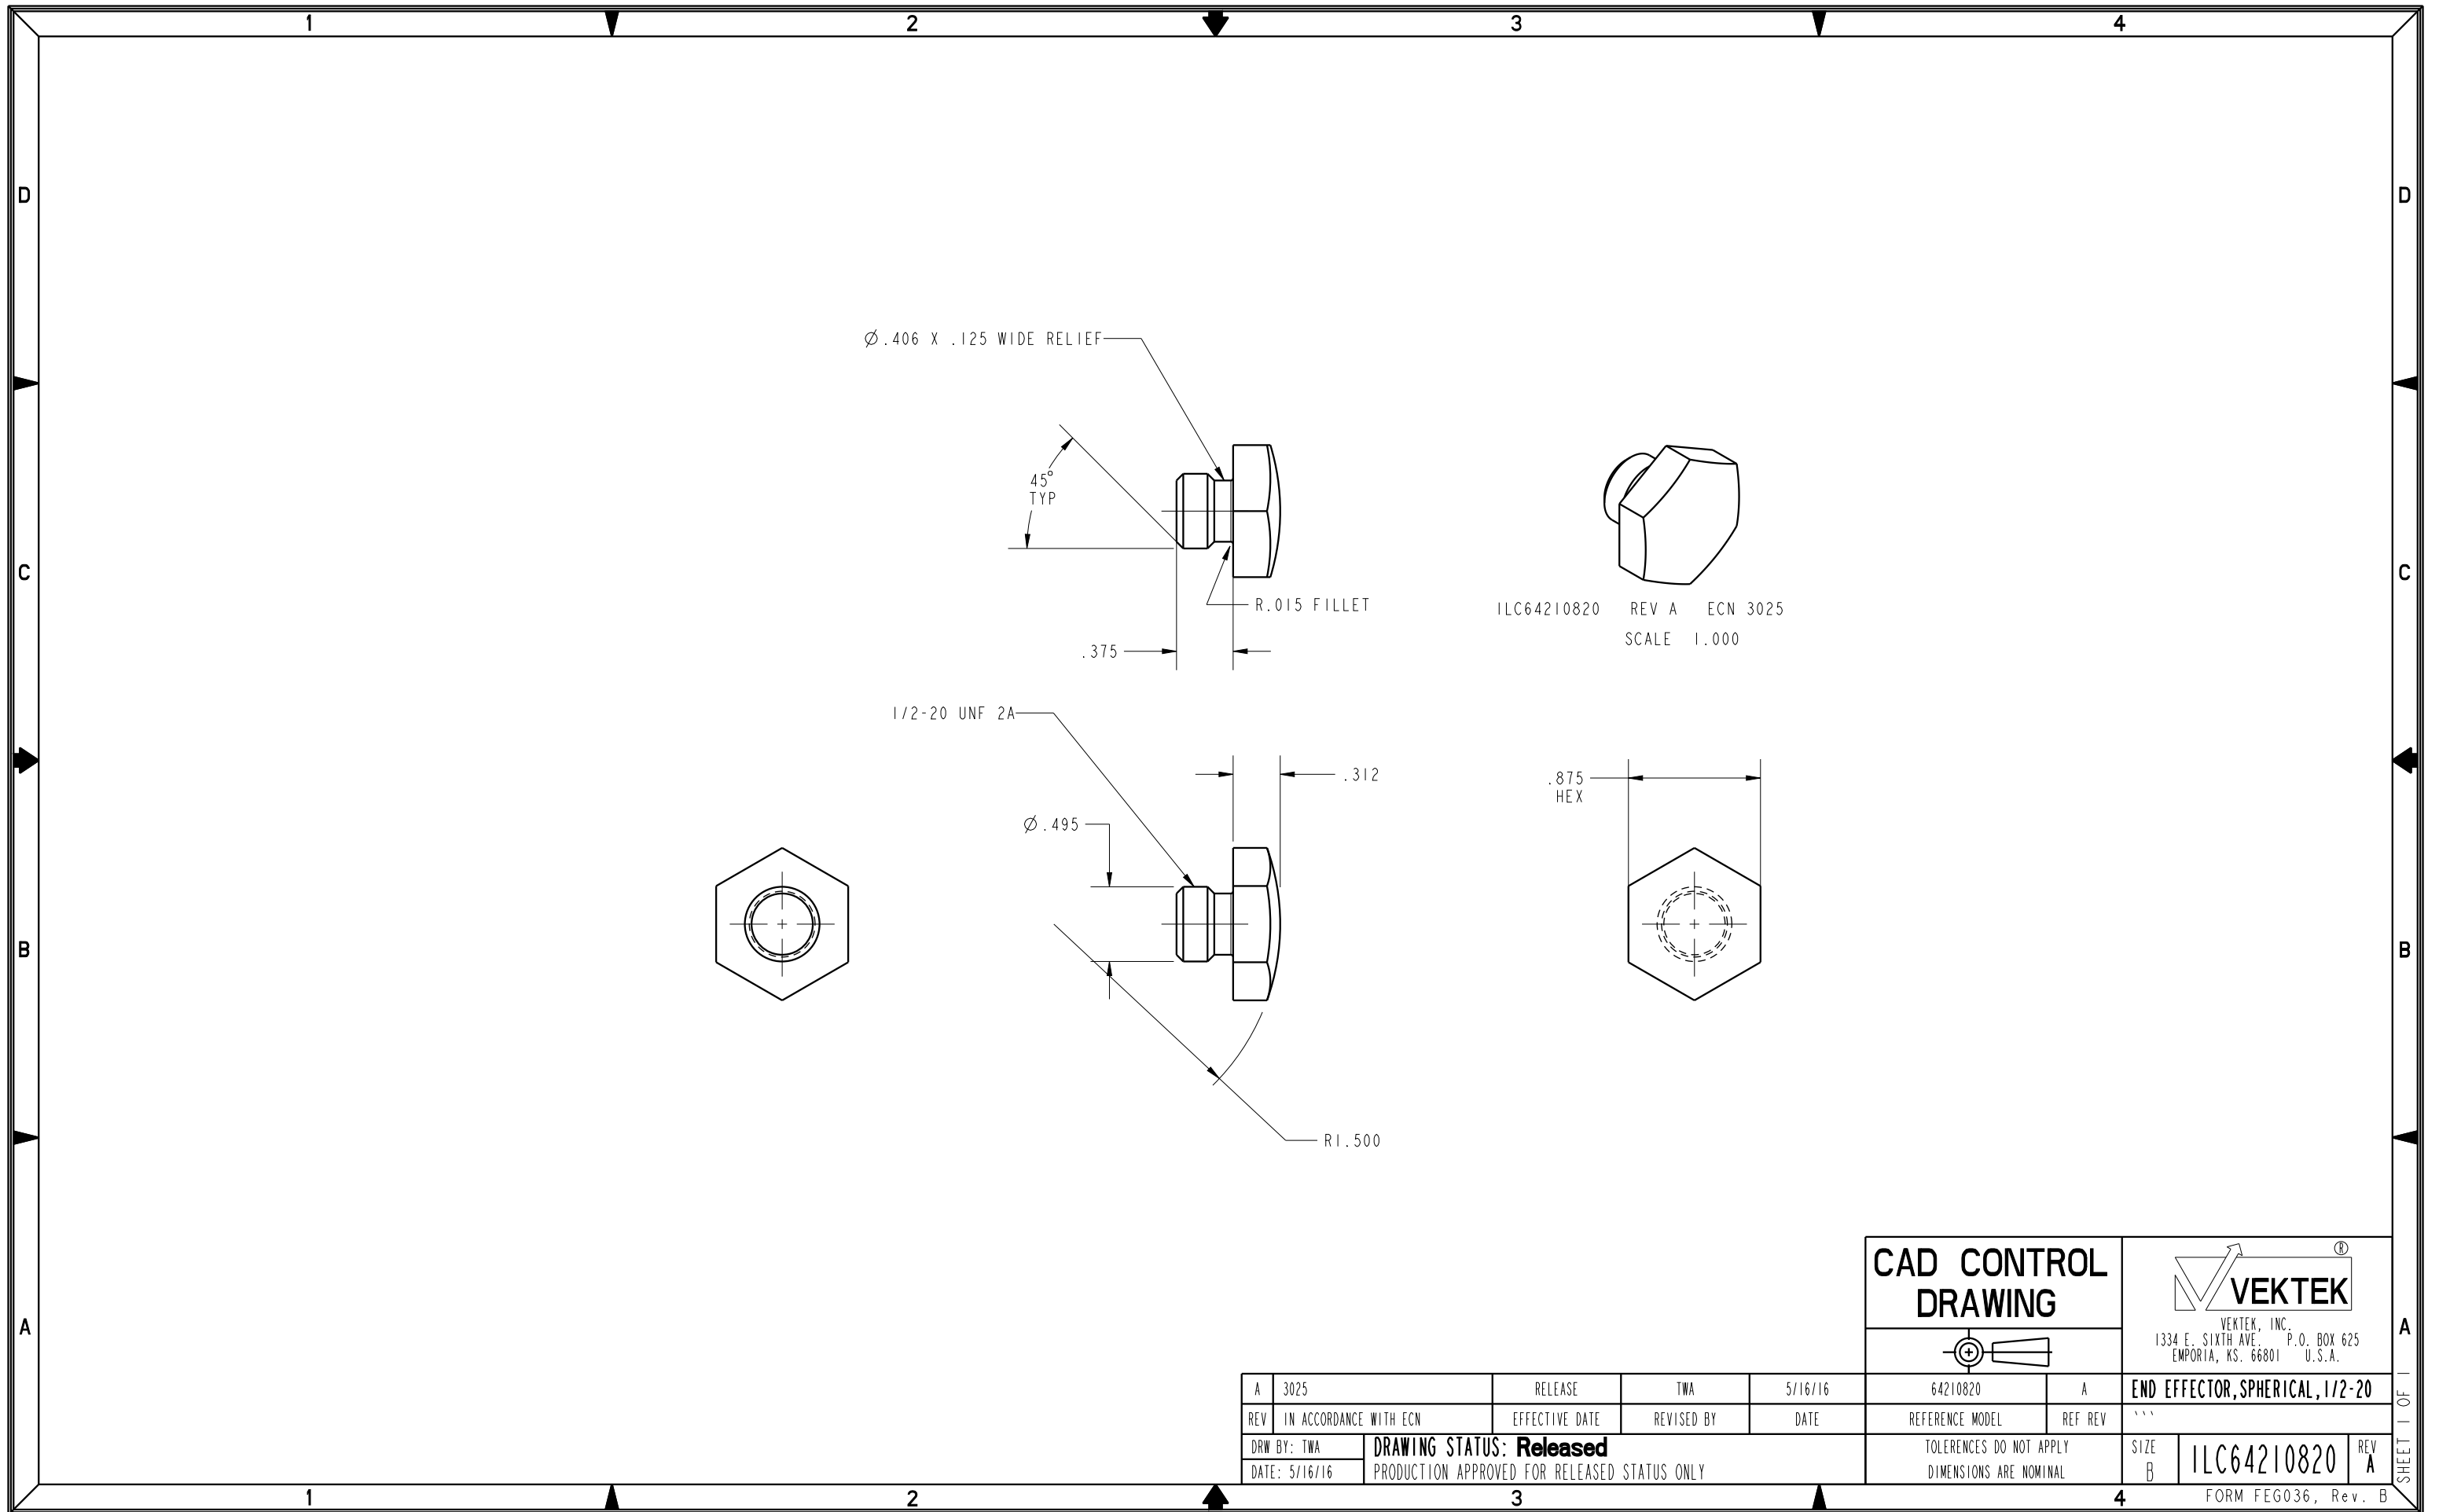 1 2 3 4
D D
Ø.406 X .125 WIDE RELIEF
45°
TYP
C C
R.015 FILLET
ILC64210820 REV A ECN 3025
SCALE 1.000
.375
1/2-20 UNF 2A
.312
.875
HEX
Ø.495
B B
R1.500
CAD CONTROL
DRAWING
®
VEKTEK
VEKTEK, INC.
1334 E. SIXTH AVE. P.O. BOX 625
EMPORIA, KS. 66801 U.S.A.
A A
A 3025 RELEASE TWA 5/16/16 64210820 A END EFFECTOR,SPHERICAL,1/2-20
REV IN ACCORDANCE WITH ECN EFFECTIVE DATE REVISED BY DATE REFERENCE MODEL REF REV ```
DRW BY: TWA DRAWING STATUS: Released TOLERENCES DO NOT APPLY SIZE ILC64210820 REV
DATE: 5/16/16 PRODUCTION APPROVED FOR RELEASED STATUS ONLY DIMENSIONS ARE NOMINAL B A
SHEET 1 OF 1
1 2 3 4
FORM FEG036, Rev. B